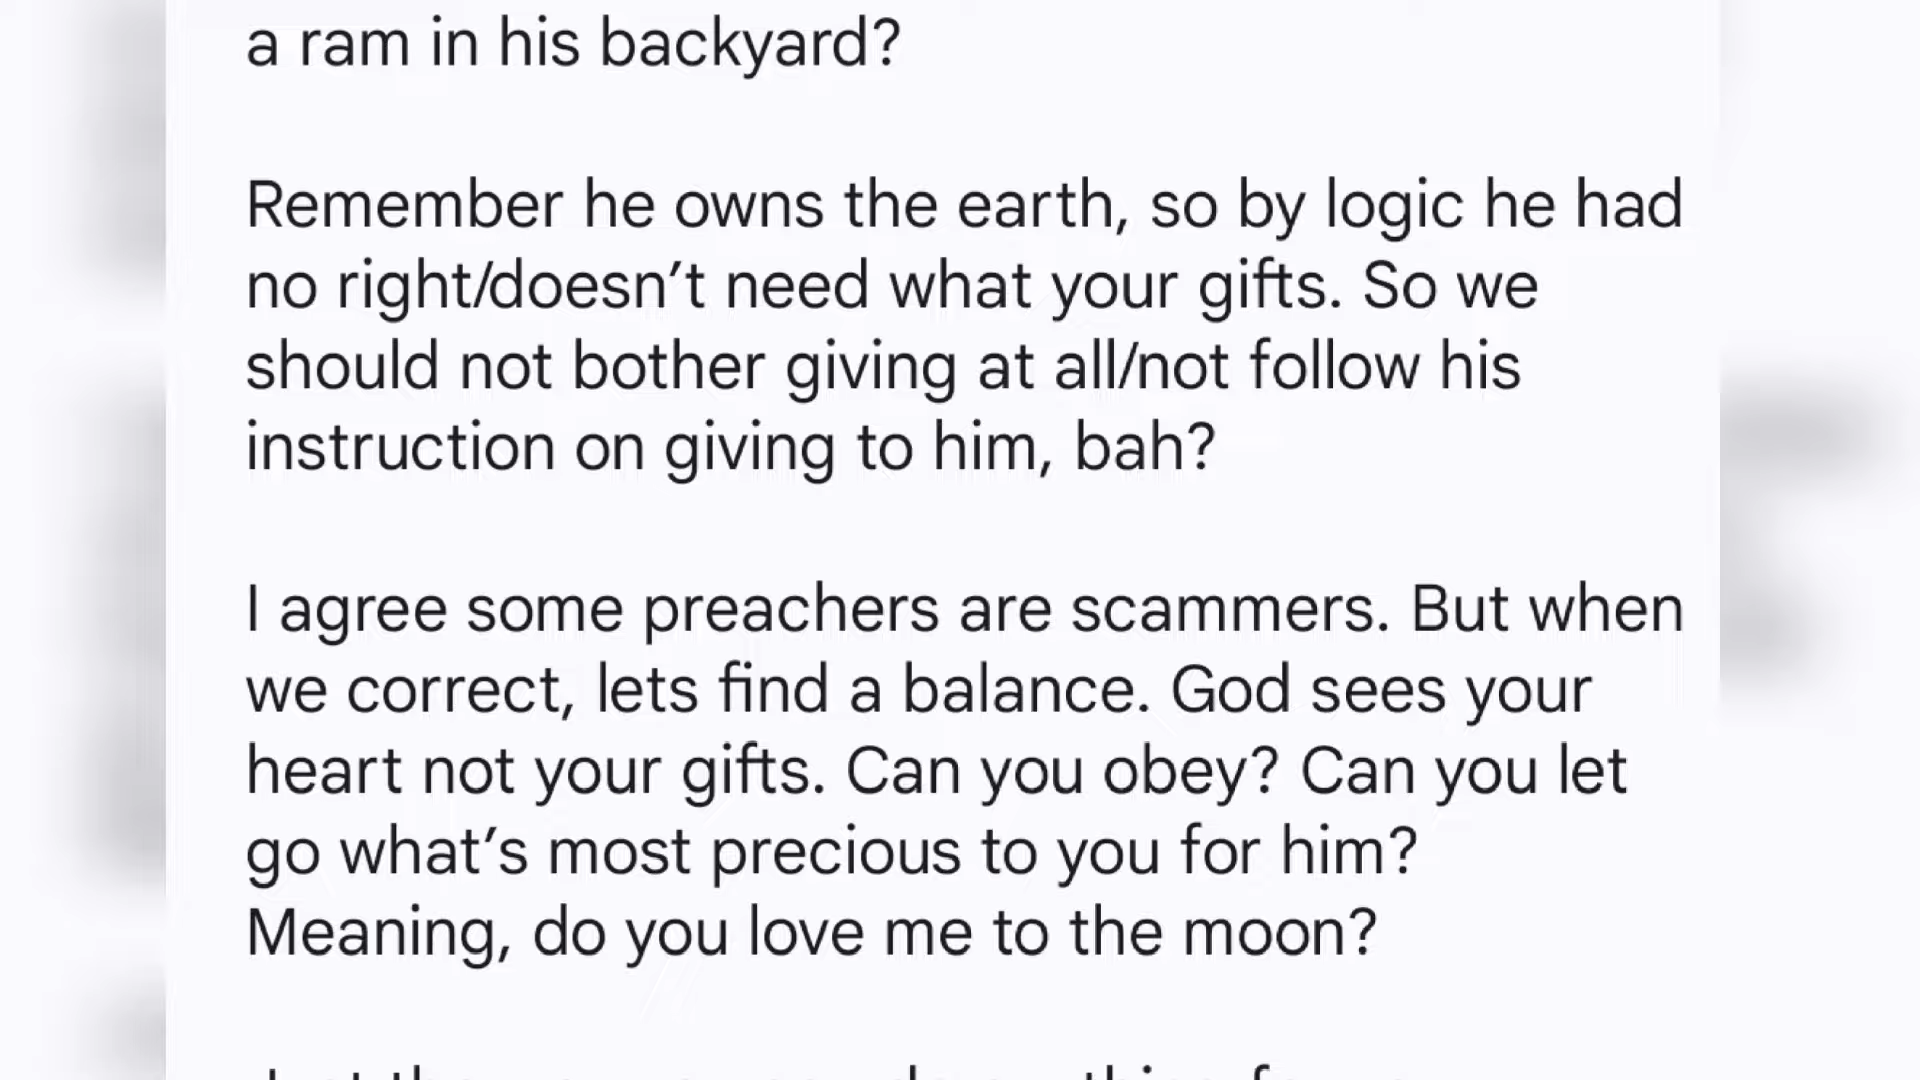 a ram in his backyard?
Remember he owns the earth, so by logic he had
no right/doesn’t need what your gifts. So we
should not bother giving at all/not follow his
instruction on giving to him, bah?
I agree some preachers are scammers. But when
we correct, lets find a balance. God sees your
heart not your gifts. Can you obey? Can you let
go what’s most precious to you for him?
Meaning, do you love me to the moon?